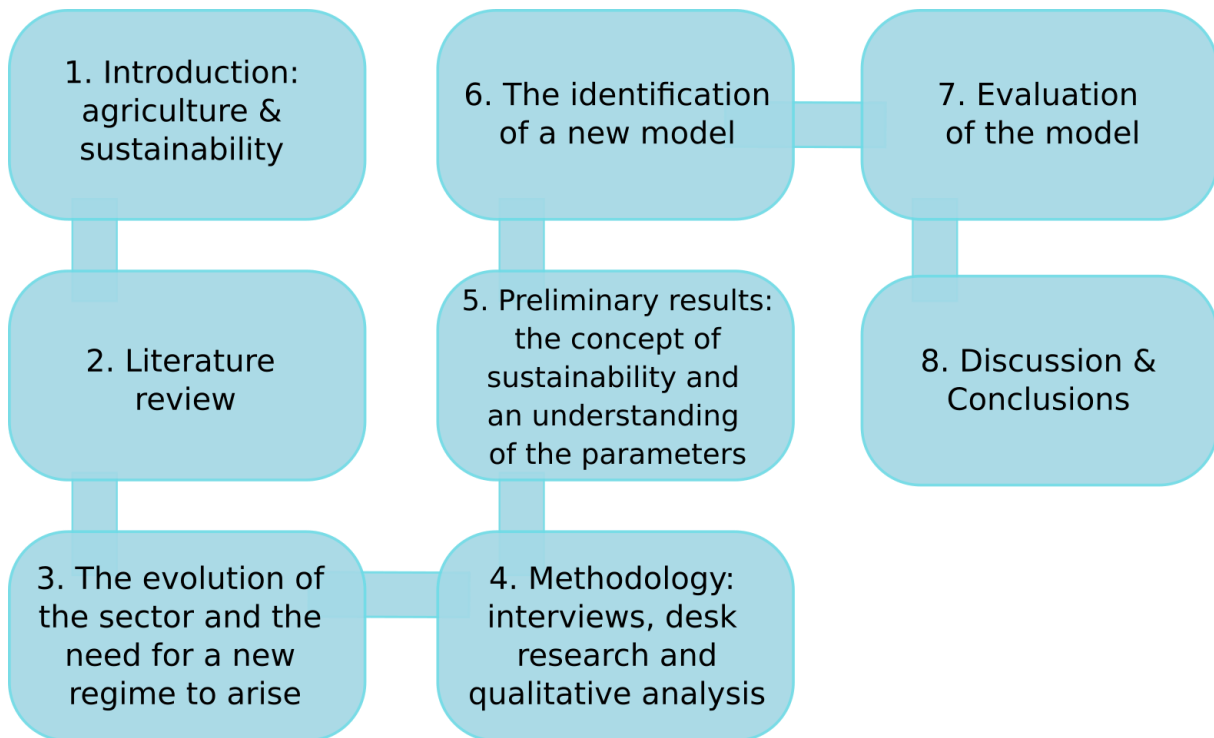 1. Introduction:
agriculture &
sustainability
2. Literature
review
3. The evolution of
the sector and the
need for a new
regime to arise
4. Methodology:
interviews, desk
research and
qualitative analysis
5. Preliminary results:
the concept of
sustainability and
an understanding
of the parameters
6. The identification
of a new model
7. Evaluation
of the model
8. Discussion &
Conclusions